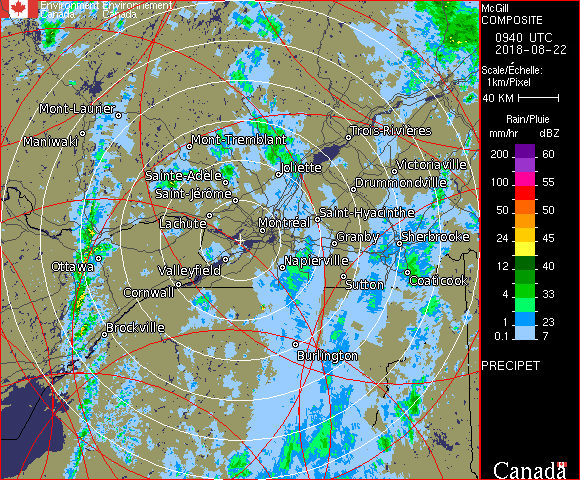 Environment Environnement
Canada Canada
McGill
COMPOSITE
0940 UTC
2018-08-22
Scale/Échelle:
1km/Pixel
40 KM
Rain/Pluie
mm/hr dBZ
200 60
100 55
50 50
24 45
12 40
4 33
1 23
0.1 7
PRECIPET
Canada
Mont-Laurier
Maniwaki
Mont-Tremblant
Trois-Rivières
Joliette
Victoriaville
Sainte-Adèle
Drummondville
Saint-Jérôme
Lachute
Saint-Hyacinthe
Montréal
Granby
Sherbrooke
Ottawa
Valleyfield
Napierville
Coaticook
Sutton
Cornwall
Brockville
Burlington